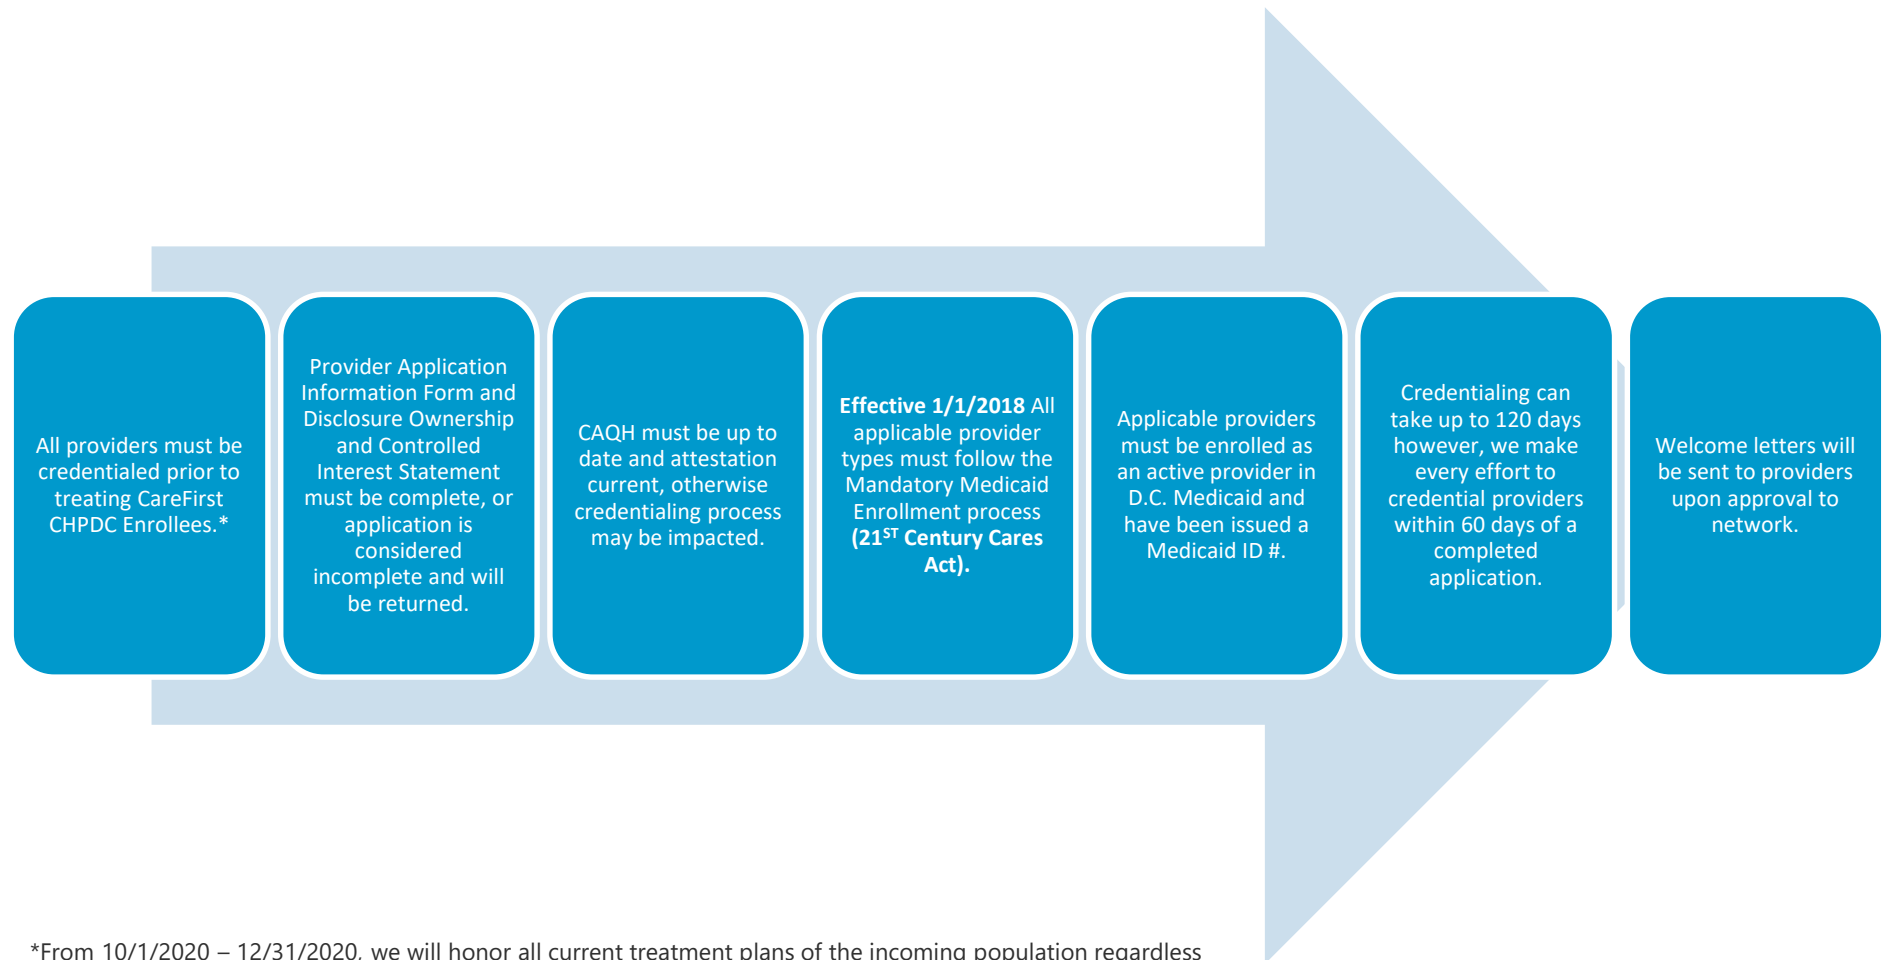 All providers must be
credentialed prior to
treating CareFirst
CHPDC Enrollees.*
Provider Application
Information Form and
Disclosure Ownership
and Controlled
Interest Statement
must be complete, or
application is
considered
incomplete and will
be returned.
CAQH must be up to
date and attestation
current, otherwise
credentialing process
may be impacted.
Effective 1/1/2018 All
applicable provider
types must follow the
Mandatory Medicaid
Enrollment process
(21ST Century Cares
Act).
Applicable providers
must be enrolled as
an active provider in
D.C. Medicaid and
have been issued a
Medicaid ID #.
Credentialing can
take up to 120 days
however, we make
every effort to
credential providers
within 60 days of a
completed
application.
Welcome letters will
be sent to providers
upon approval to
network.
*From 10/1/2020 – 12/31/2020, we will honor all current treatment plans of the incoming population regardless